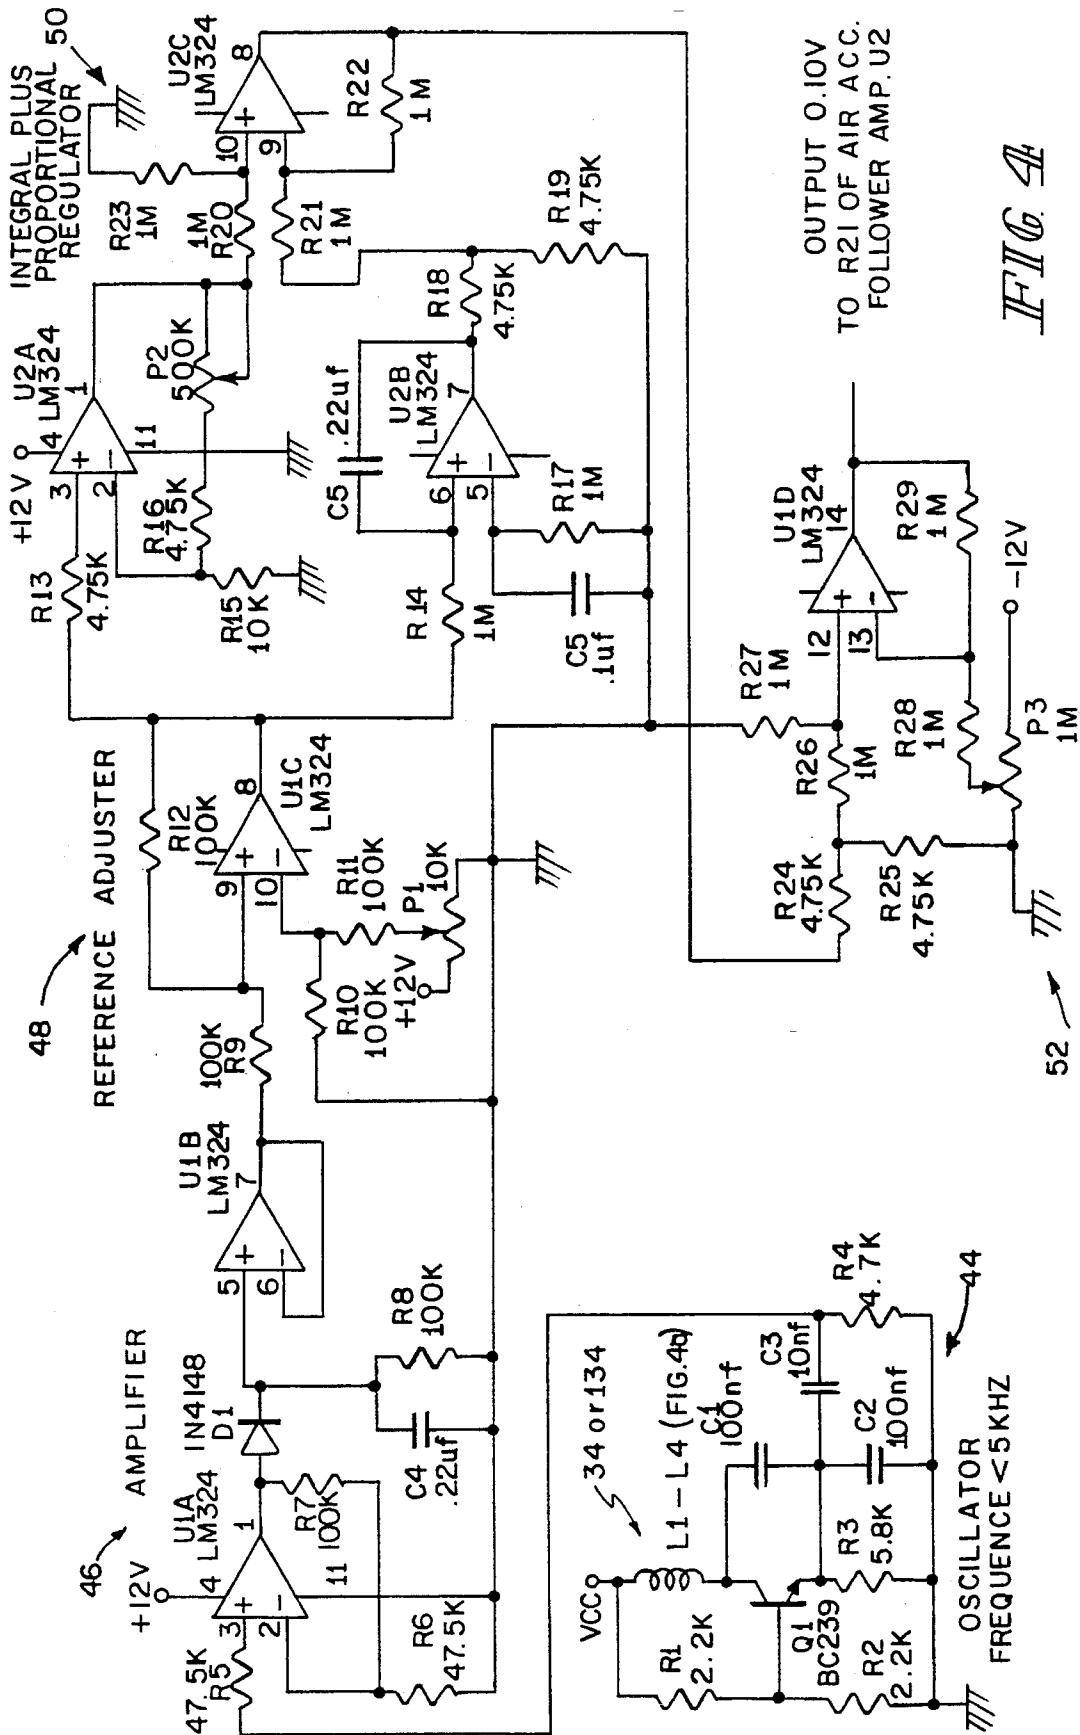 46
AMPLIFIER
+12V
U1A
LM324
4
3
2
1
11
+
-
47.5K
R5
R6
47.5K
R7
100K
1N4148
D1
C4
.22uf
R8
100K
U1B
LM324
5
6
7
+
-
48
REFERENCE ADJUSTER
100K
R9
R12
100K
9
10
8
+
-
U1C
LM324
R10
100K
R11
100K
+12V
P1
10K
INTEGRAL PLUS
PROPORTIONAL
REGULATOR
50
R13
4.75K
+12V
U2A
LM324
4
3
2
1
11
+
-
R16
4.75K
R15
10K
P2
500K
R23
1M
1M
R20
R21
1M
U2C
LM324
10
9
8
+
R22
1M
R14
1M
C5
.22uf
U2B
LM324
6
5
7
+
-
R17
1M
C5
.1uf
R18
4.75K
R19
4.75K
34 or 134
VCC
L1-L4 (FIG.4a)
R1
2.2K
Q1
BC239
R2
2.2K
R3
5.8K
C1
100nf
C2
100nf
C3
10nf
R4
4.7K
44
OSCILLATOR
FREQUENCE<5KHZ
52
R24
4.75K
R25
4.75K
R26
1M
R27
1M
R28
1M
P3
1M
-12V
U1D
LM324
12
13
14
+
-
R29
1M
OUTPUT 0.10V
TO R21 OF AIR ACC.
FOLLOWER AMP. U2
FIG 4